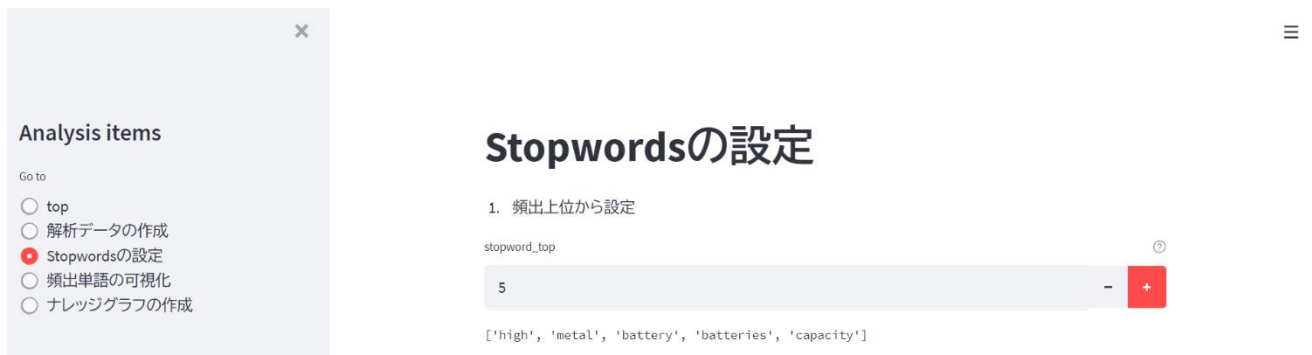 Analysis items
Go to
top
解析データの作成
Stopwordsの設定
頻出単語の可視化
ナレッジグラフの作成
Stopwordsの設定
1. 頻出上位から設定
stopword_top
5
['high', 'metal', 'battery', 'batteries', 'capacity']